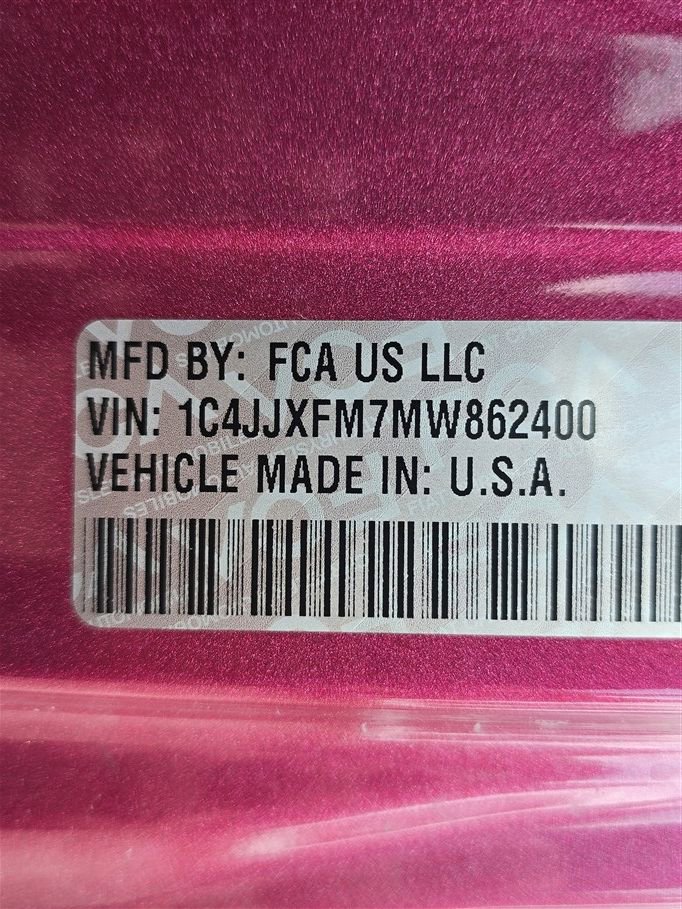 MFD BY: FCA US LLC
VIN: 1C4JJXFM7MW862400
VEHICLE MADE IN: U.S.A.